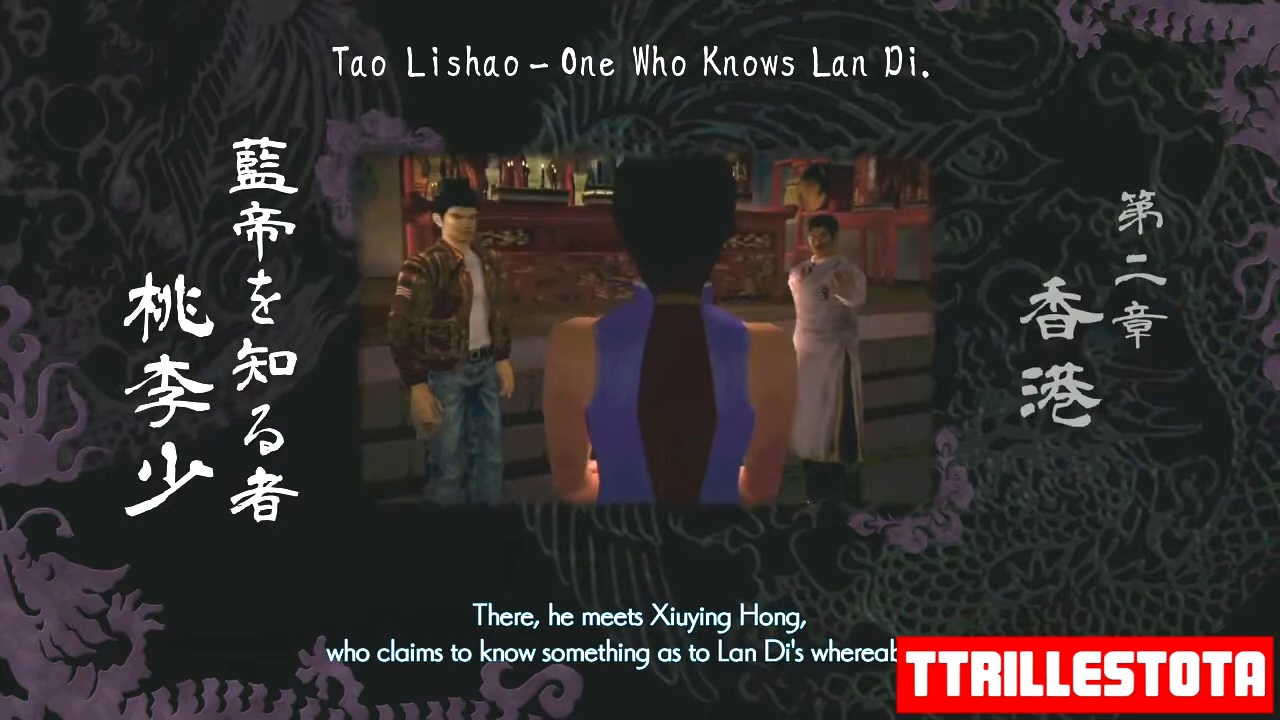 Tao Lishao – One Who Knows Lan Di.
第二章
香港
藍帝を知る者
桃李少
There, he meets Xiuying Hong,
who claims to know something as to Lan Di's whereab
TTRILLESTOTA